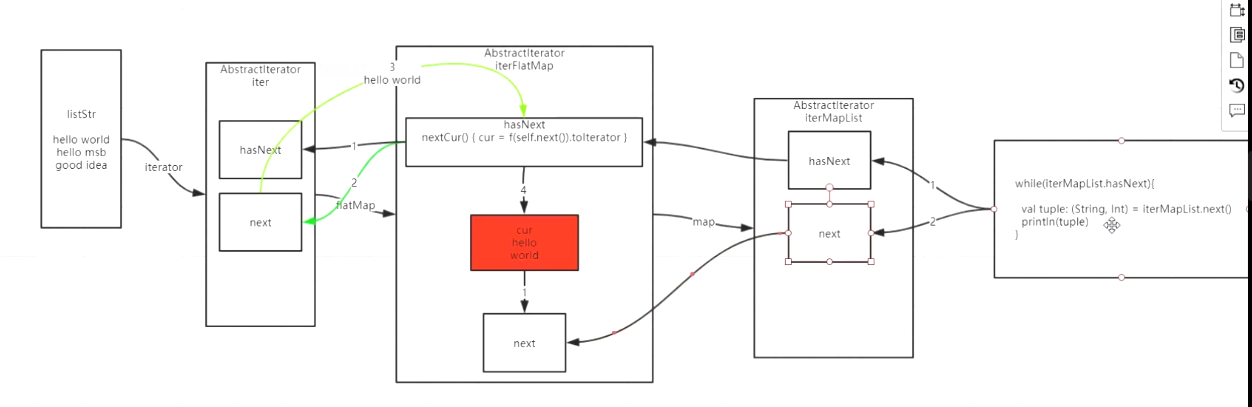 listStr
hello world
hello msb
good idea
iterator
AbstractIterator
iter
hasNext
next
1
2
3
hello world
flatMap
AbstractIterator
iterFlatMap
hasNext
nextCur() { cur = f(self.next()).toIterator }
4
cur
hello
world
1
next
map
AbstractIterator
iterMapList
hasNext
next
1
2
while(iterMapList.hasNext){
val tuple: (String, Int) = iterMapList.next()
println(tuple)
}